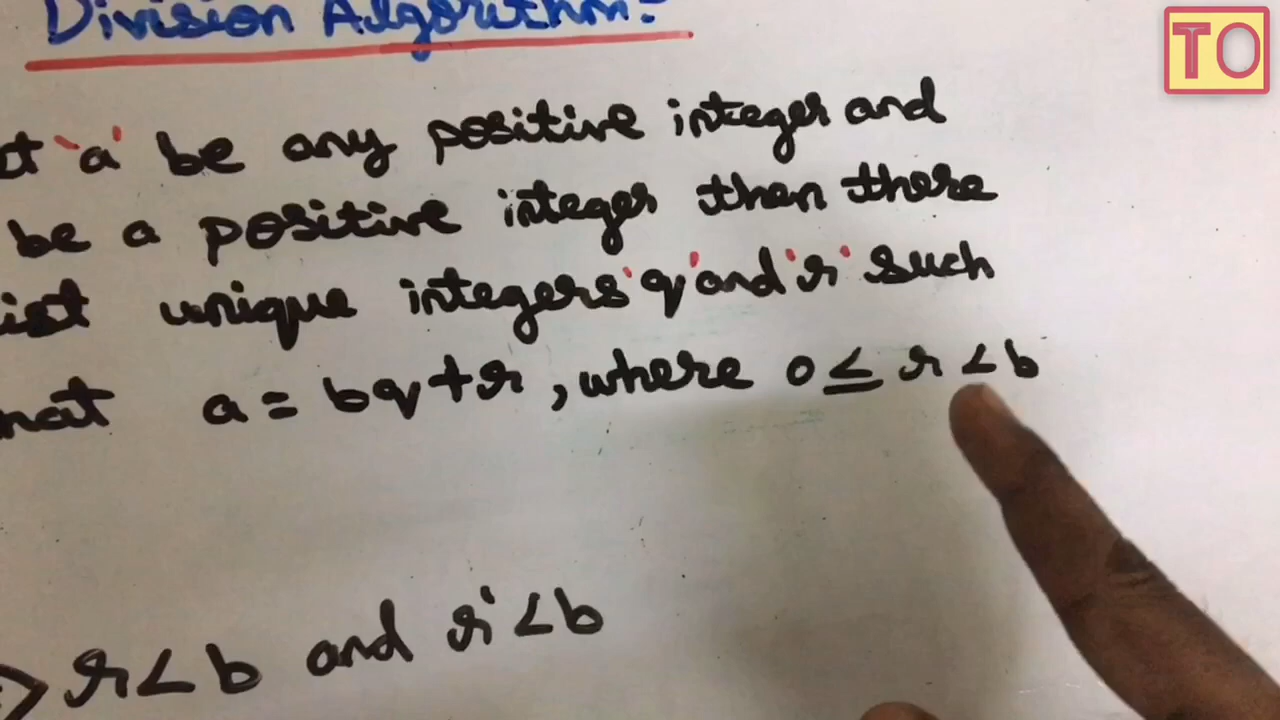 Division Algorithm:
TO
'a' be any positive integer and
be a positive integer then there
unique integers 'q' and 'r' such
a = bq + r , where 0 ≤ r < b
⇒ r < b and r' < b